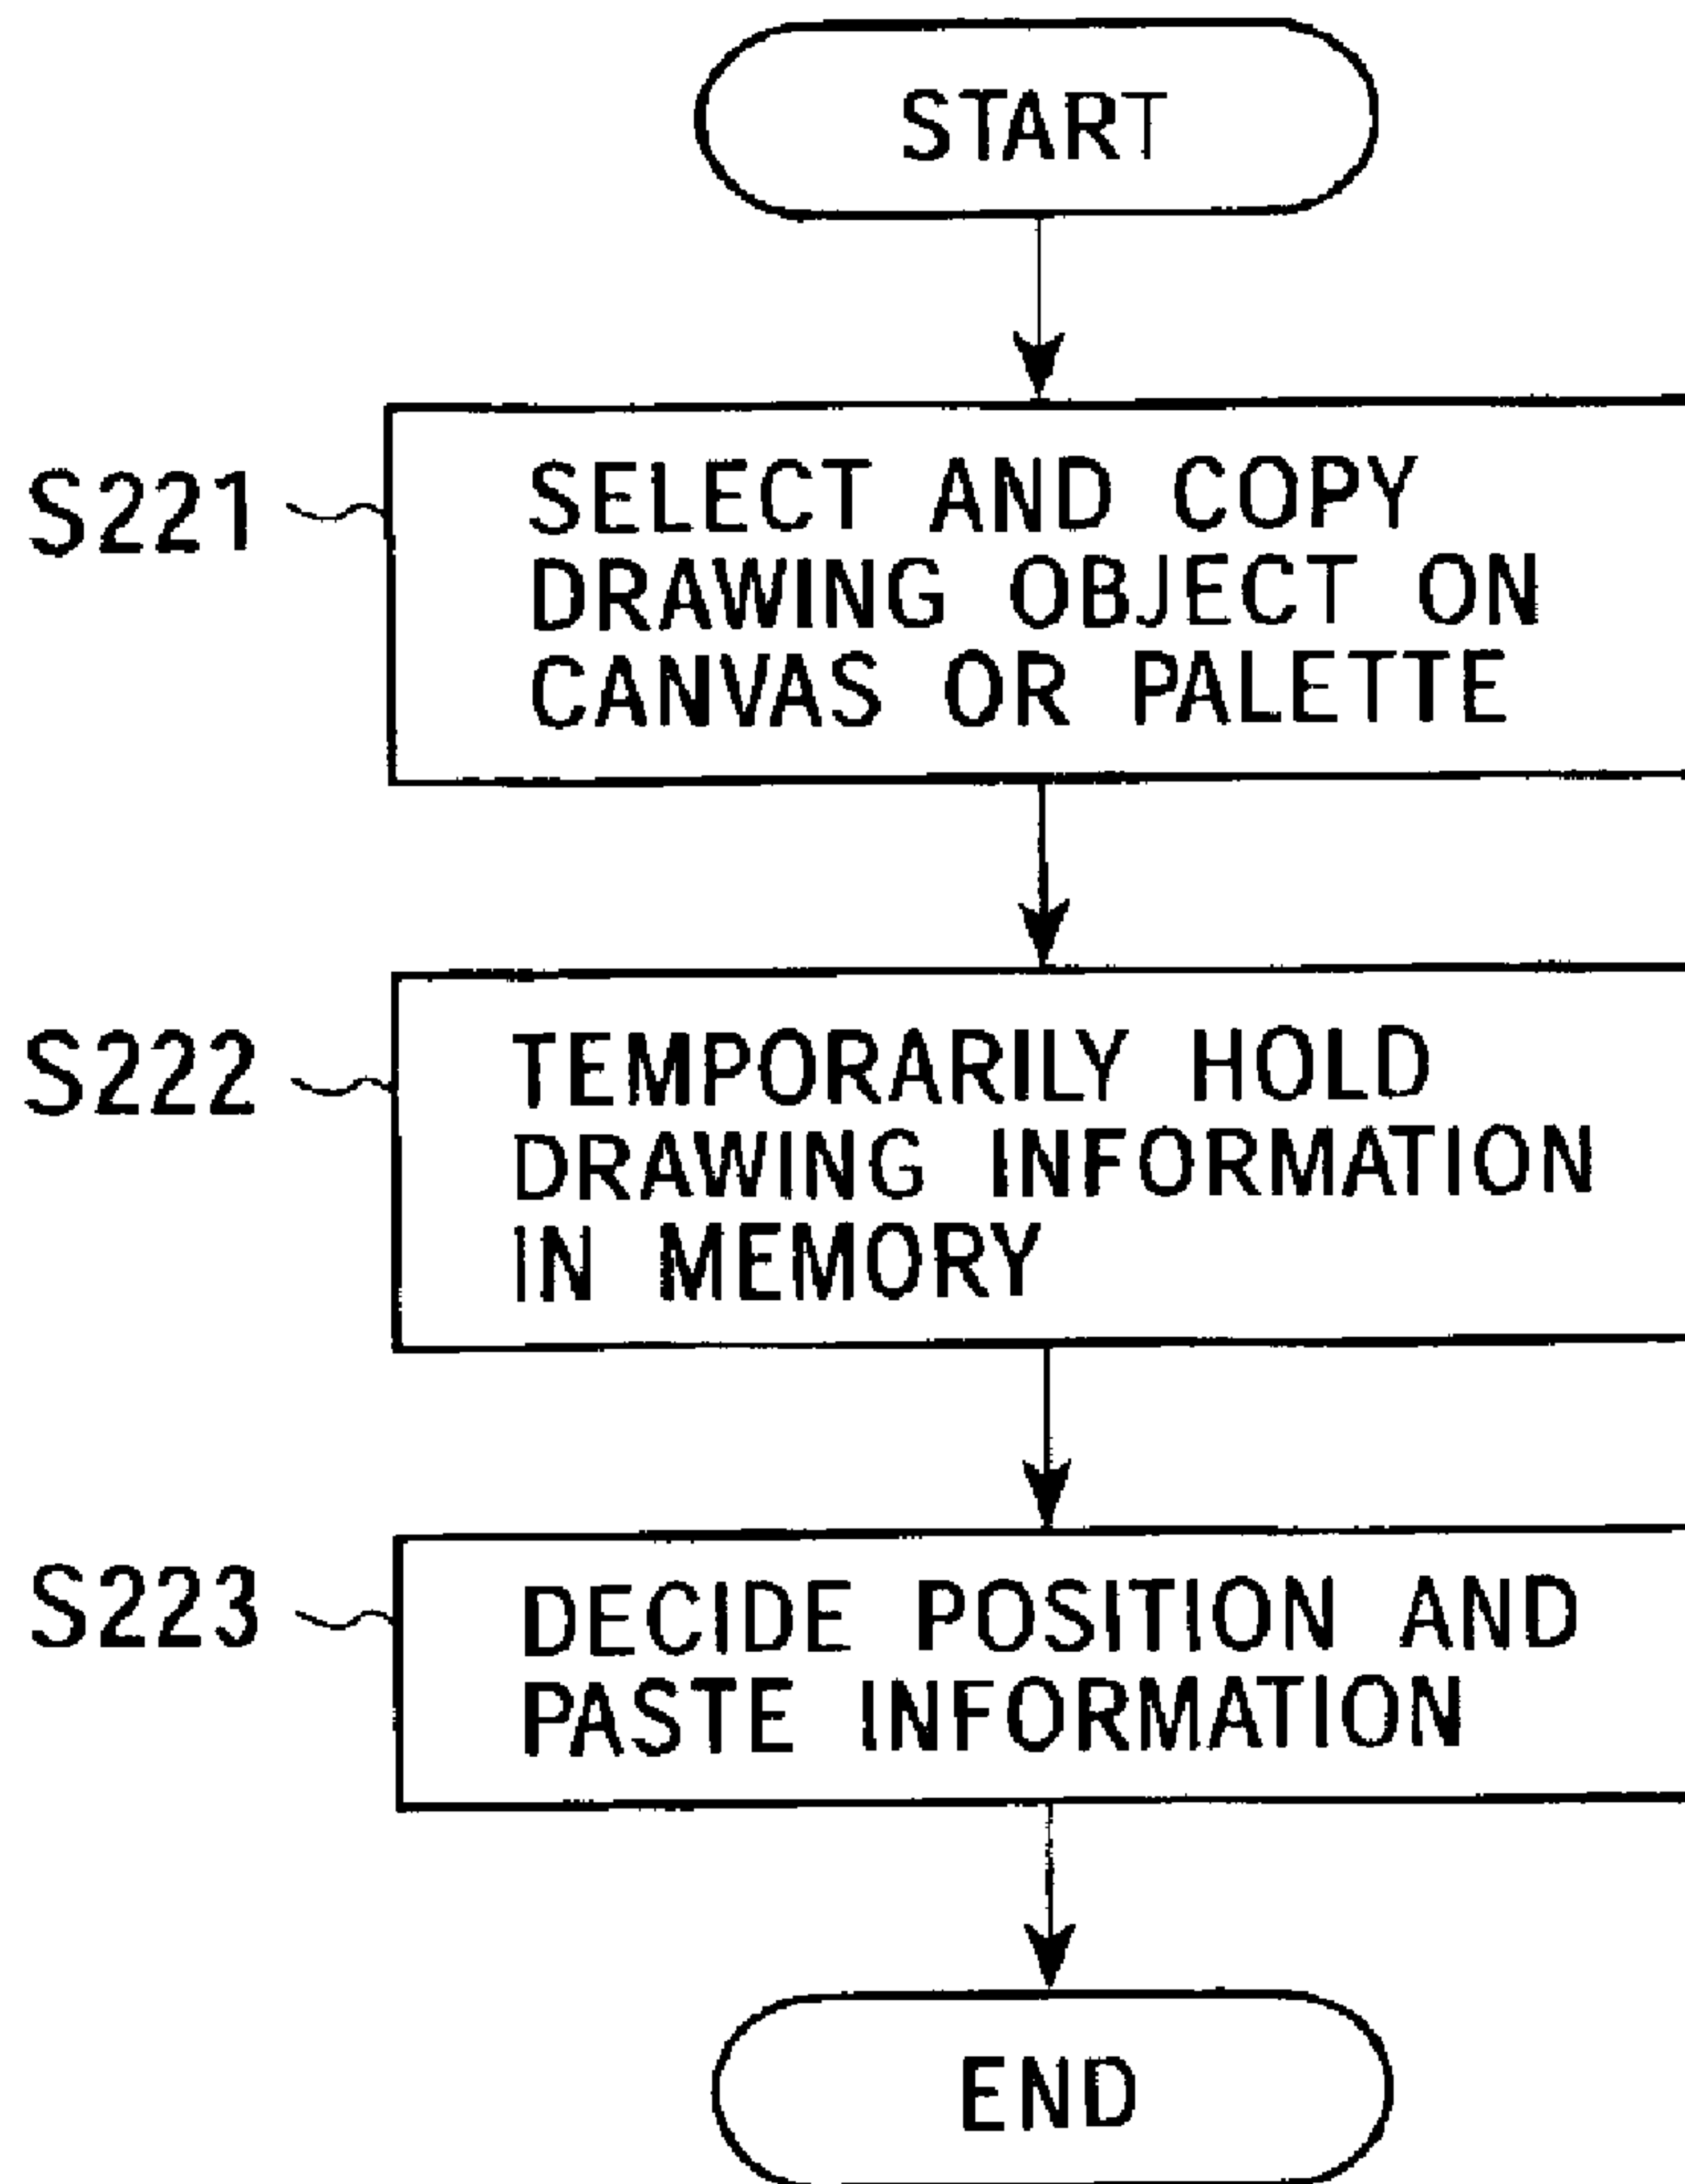 START
S221
SELECT AND COPY
DRAWING OBJECT ON
CANVAS OR PALETTE
S222
TEMPORARILY HOLD
DRAWING INFORMATION
IN MEMORY
S223
DECIDE POSITION AND
PASTE INFORMATION
END